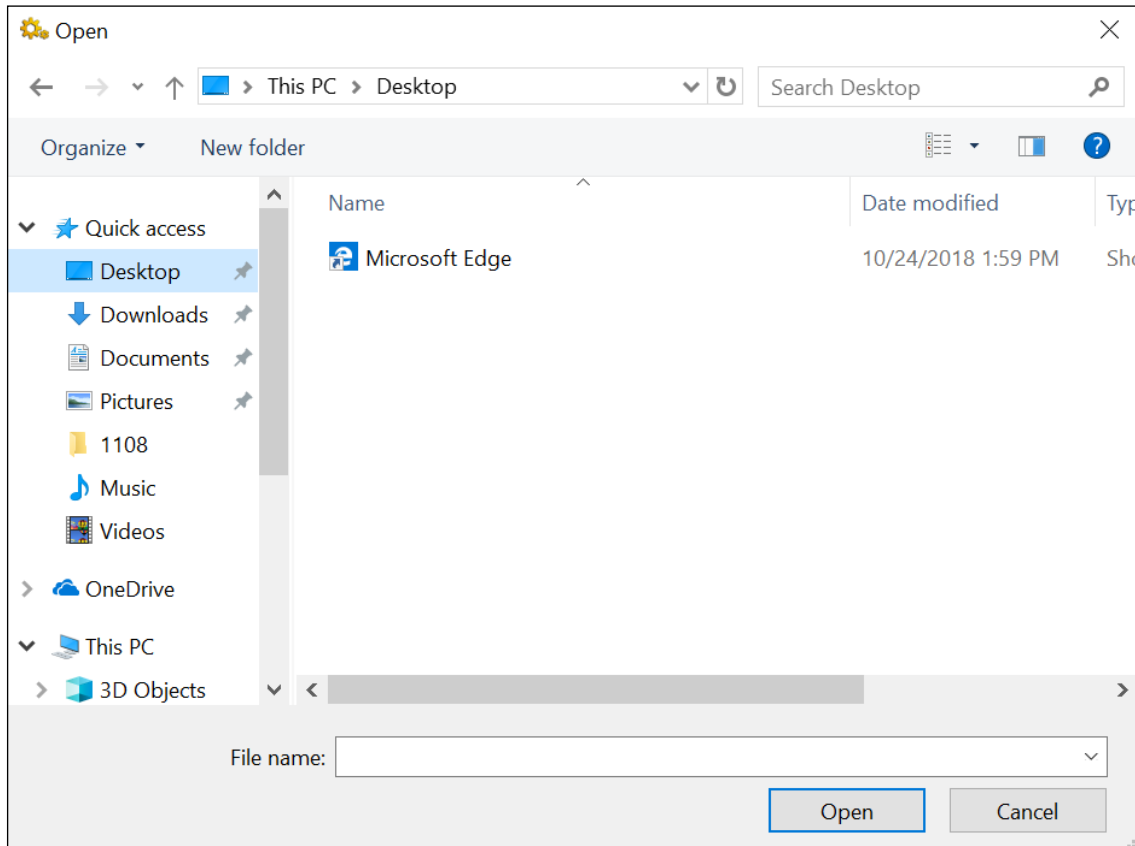 Open
This PC > Desktop
Search Desktop
Organize
New folder
Name
Date modified
Typ
Quick access
Desktop
Downloads
Documents
Pictures
1108
Music
Videos
OneDrive
This PC
3D Objects
Microsoft Edge
10/24/2018 1:59 PM
Sho
File name:
Open
Cancel